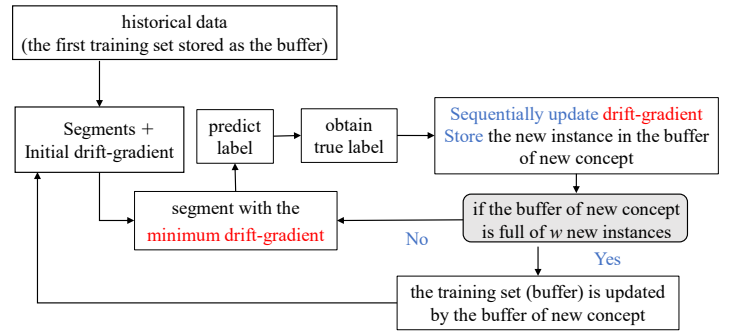 historical data
(the first training set stored as the buffer)
Segments +
Initial drift-gradient
predict
label
obtain
true label
Sequentially update drift-gradient
Store the new instance in the buffer
of new concept
segment with the
minimum drift-gradient
if the buffer of new concept
is full of w new instances
No
Yes
the training set (buffer) is updated
by the buffer of new concept